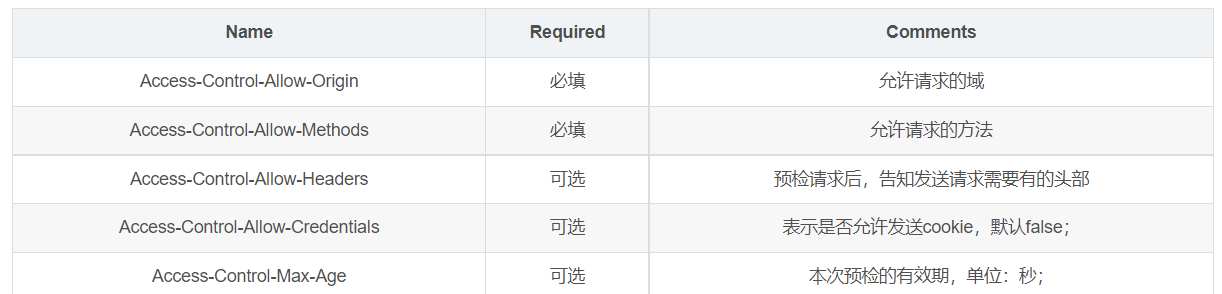 Name Required Comments
Access-Control-Allow-Origin 必填 允许请求的域
Access-Control-Allow-Methods 必填 允许请求的方法
Access-Control-Allow-Headers 可选 预检请求后，告知发送请求需要有的头部
Access-Control-Allow-Credentials 可选 表示是否允许发送cookie，默认false；
Access-Control-Max-Age 可选 本次预检的有效期，单位：秒；